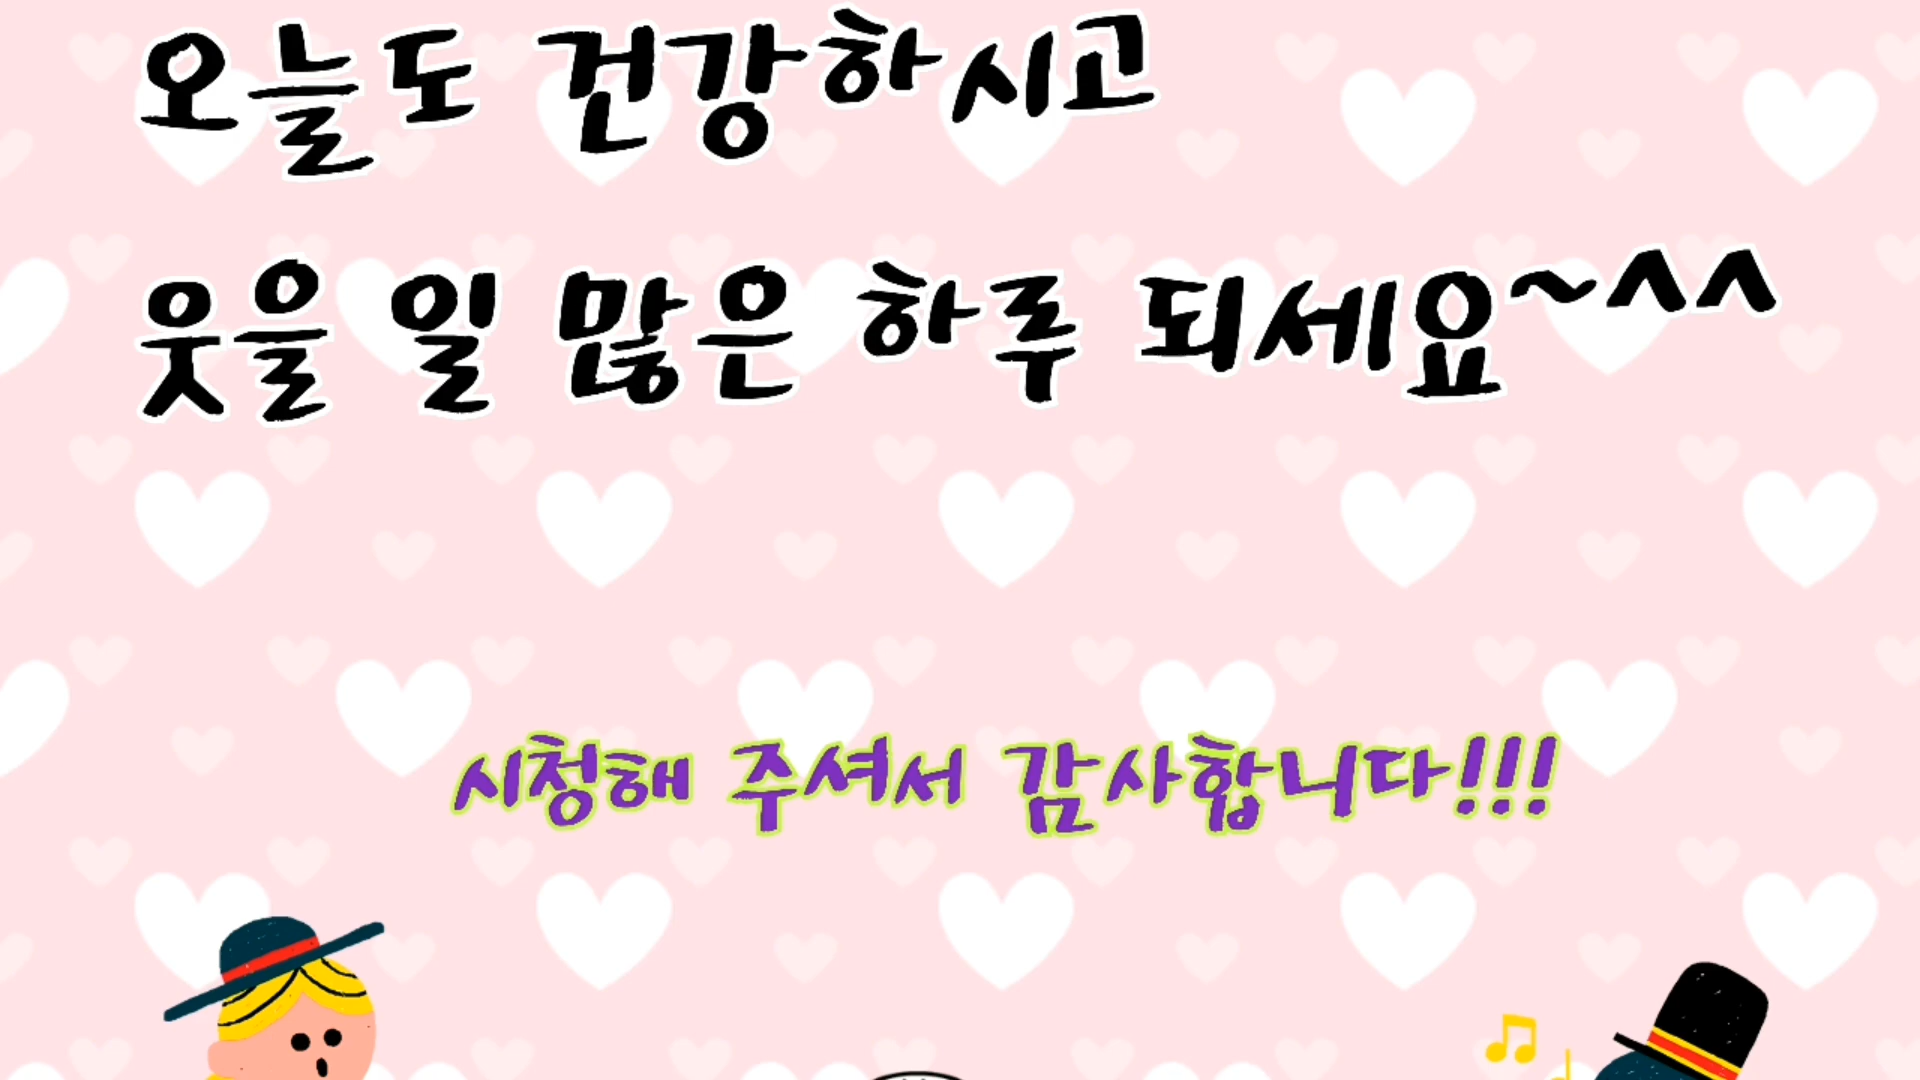 오늘도 건강하시고
웃을 일 많은 하루 되세요~^^
시청해 주셔서 감사합니다!!!